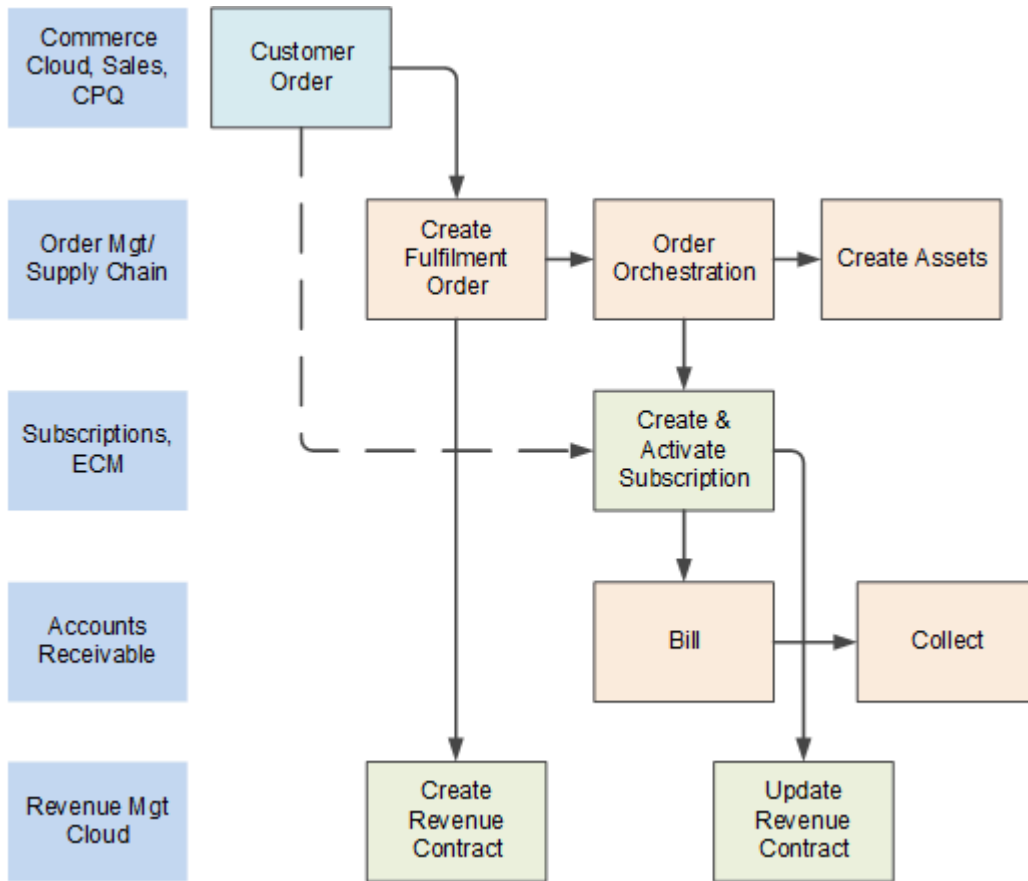 Commerce
Cloud, Sales,
CPQ
Customer
Order
Order Mgt/
Supply Chain
Create
Fulfilment
Order
Order
Orchestration
Create Assets
Subscriptions,
ECM
Create &
Activate
Subscription
Accounts
Receivable
Bill
Collect
Revenue Mgt
Cloud
Create
Revenue
Contract
Update
Revenue
Contract